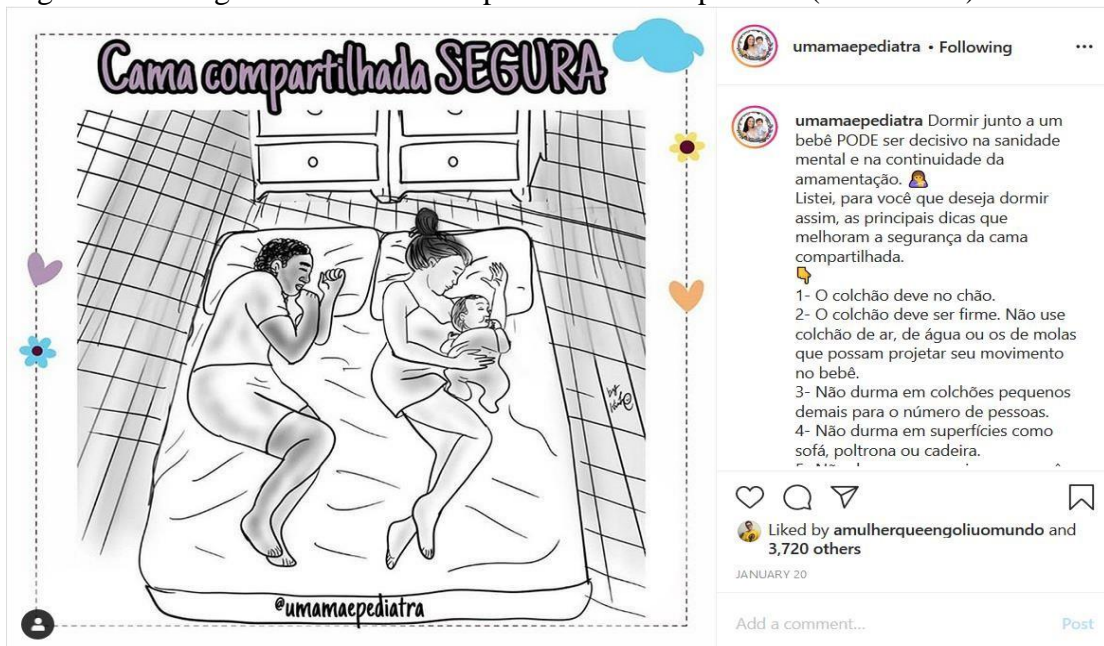 Cama compartilhada SEGURA
@umamaepediatra
umamaepediatra • Following
umamaepediatra Dormir junto a um
bebê PODE ser decisivo na sanidade
mental e na continuidade da
amamentação.
Listei, para você que deseja dormir
assim, as principais dicas que
melhoram a segurança da cama
compartilhada.
1- O colchão deve no chão.
2- O colchão deve ser firme. Não use
colchão de ar, de água ou os de molas
que possam projetar seu movimento
no bebê.
3- Não durma em colchões pequenos
demais para o número de pessoas.
4- Não durma em superfícies como
sofá, poltrona ou cadeira.
Liked by amulherqueengoliuomundo and
3,720 others
JANUARY 20
Add a comment...
Post